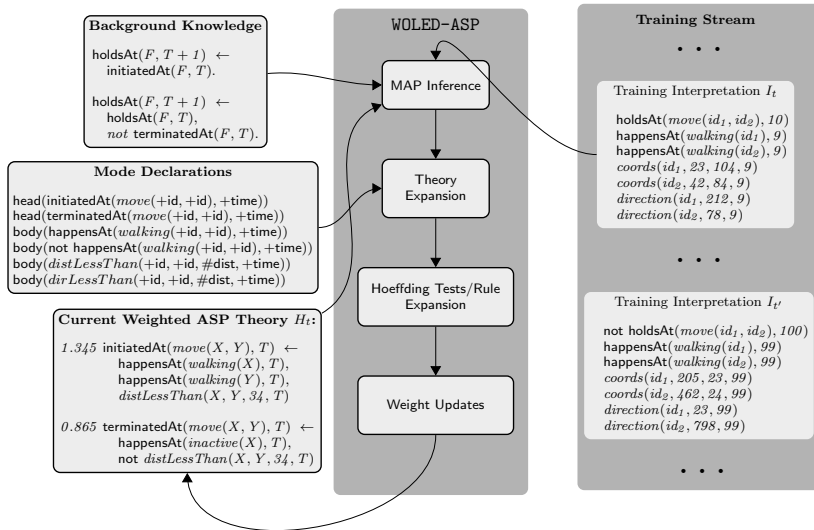 Background Knowledge
holdsAt(F, T + 1) ←
initiatedAt(F, T).
holdsAt(F, T + 1) ←
holdsAt(F, T),
not terminatedAt(F, T).
Mode Declarations
head(initiatedAt(move(+id, +id), +time))
head(terminatedAt(move(+id, +id), +time))
body(happensAt(walking(+id, +id), +time))
body(not happensAt(walking(+id, +id), +time))
body(distLessThan(+id, +id, #dist, +time))
body(dirLessThan(+id, +id, #dist, +time))
Current Weighted ASP Theory Hₜ:
1.345 initiatedAt(move(X, Y), T) ←
happensAt(walking(X), T),
happensAt(walking(Y), T),
distLessThan(X, Y, 34, T)
0.865 terminatedAt(move(X, Y), T) ←
happensAt(inactive(X), T),
not distLessThan(X, Y, 34, T)
WOLED-ASP
MAP Inference
Theory
Expansion
Hoeffding Tests/Rule
Expansion
Weight Updates
Training Stream
• • •
Training Interpretation Iₜ
holdsAt(move(id₁, id₂), 10)
happensAt(walking(id₁), 9)
happensAt(walking(id₂), 9)
coords(id₁, 23, 104, 9)
coords(id₂, 42, 84, 9)
direction(id₁, 212, 9)
direction(id₂, 78, 9)
• • •
Training Interpretation Iₜ′
not holdsAt(move(id₁, id₂), 100)
happensAt(walking(id₁), 99)
happensAt(walking(id₂), 99)
coords(id₁, 205, 23, 99)
coords(id₂, 462, 24, 99)
direction(id₁, 23, 99)
direction(id₂, 798, 99)
• • •